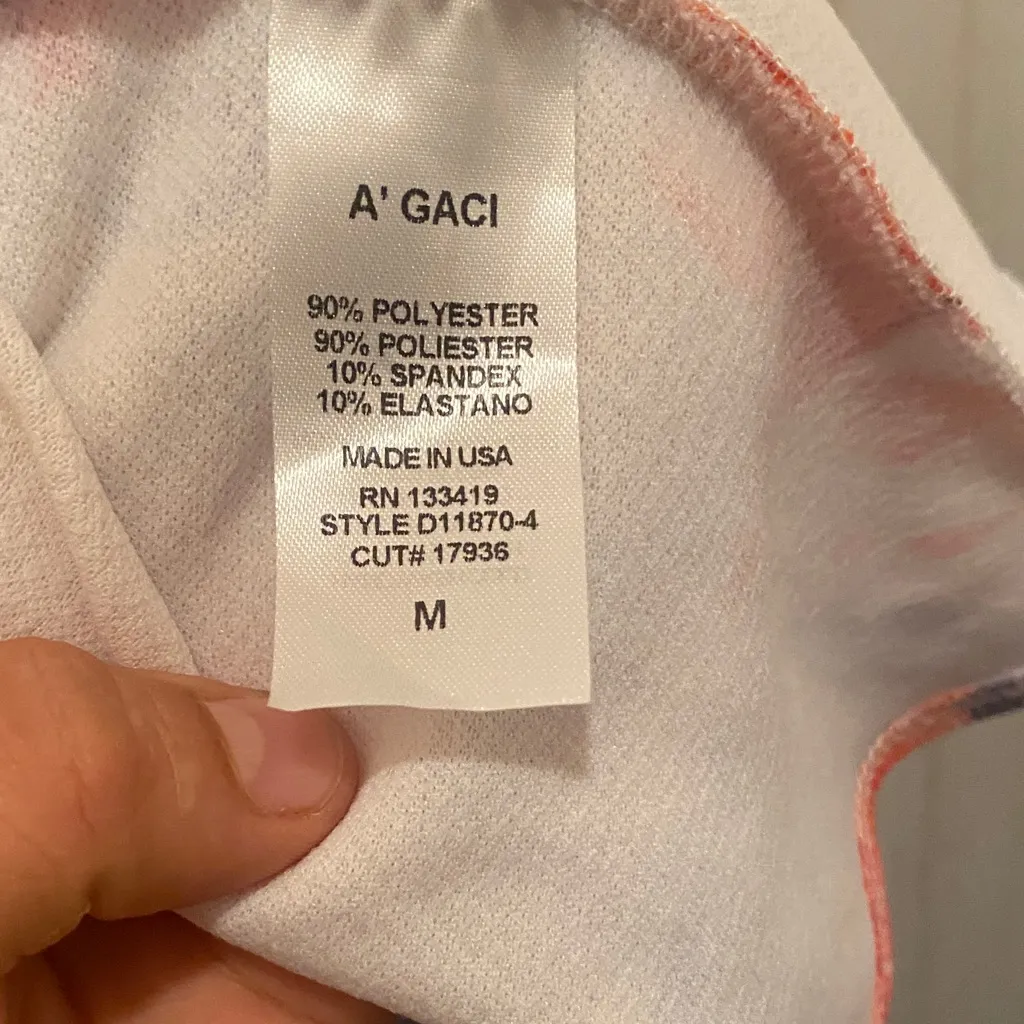 A' GACI
90% POLYESTER
90% POLIESTER
10% SPANDEX
10% ELASTANO
MADE IN USA
RN 133419
STYLE D11870-4
CUT# 17936
M